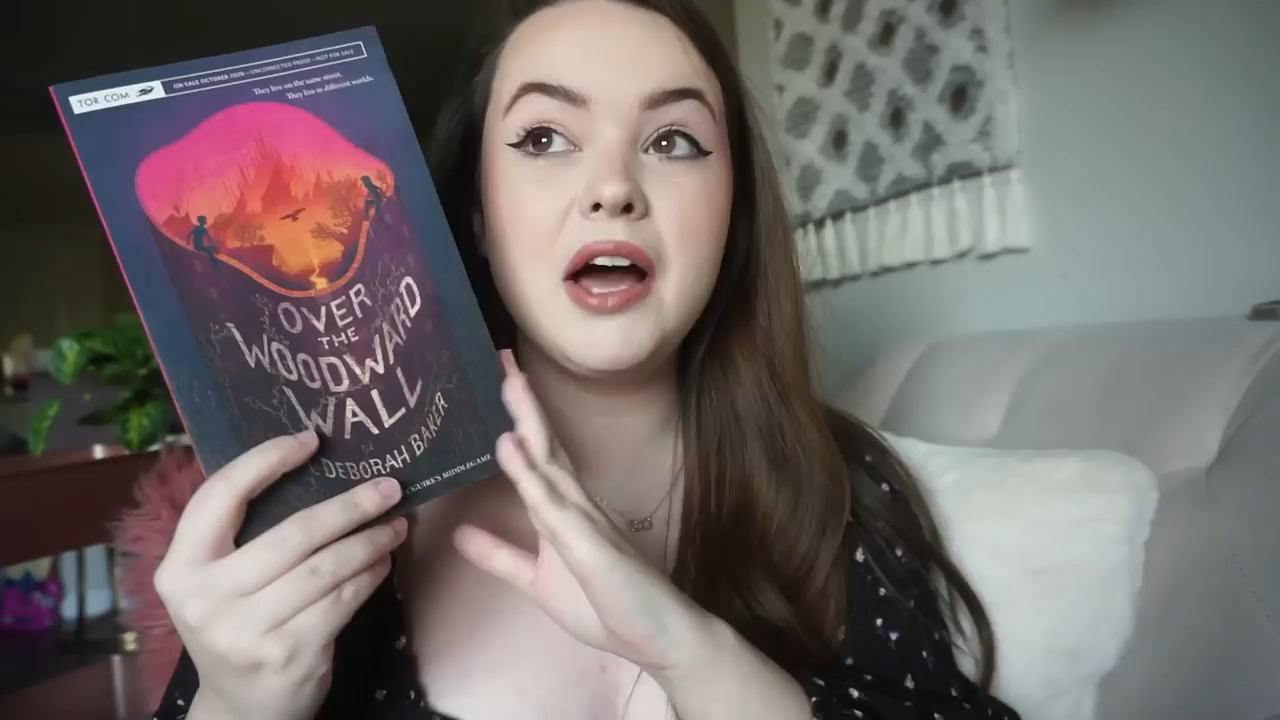 TOR·COM
ON SALE OCTOBER 2020—UNCORRECTED PROOF—NOT FOR SALE
They live on the same street.
They live in different worlds.
OVER
THE
WOODWARD
WALL
DEBORAH BAKER
MIDDLEGAME